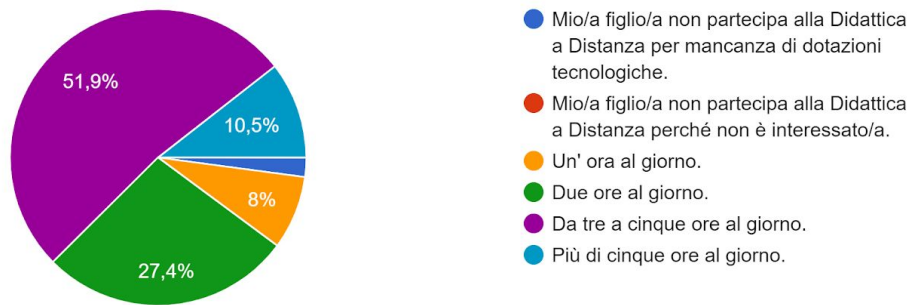 51,9%
10,5%
8%
27,4%
Mio/a figlio/a non partecipa alla Didattica
a Distanza per mancanza di dotazioni
tecnologiche.
Mio/a figlio/a non partecipa alla Didattica
a Distanza perché non è interessato/a.
Un' ora al giorno.
Due ore al giorno.
Da tre a cinque ore al giorno.
Più di cinque ore al giorno.